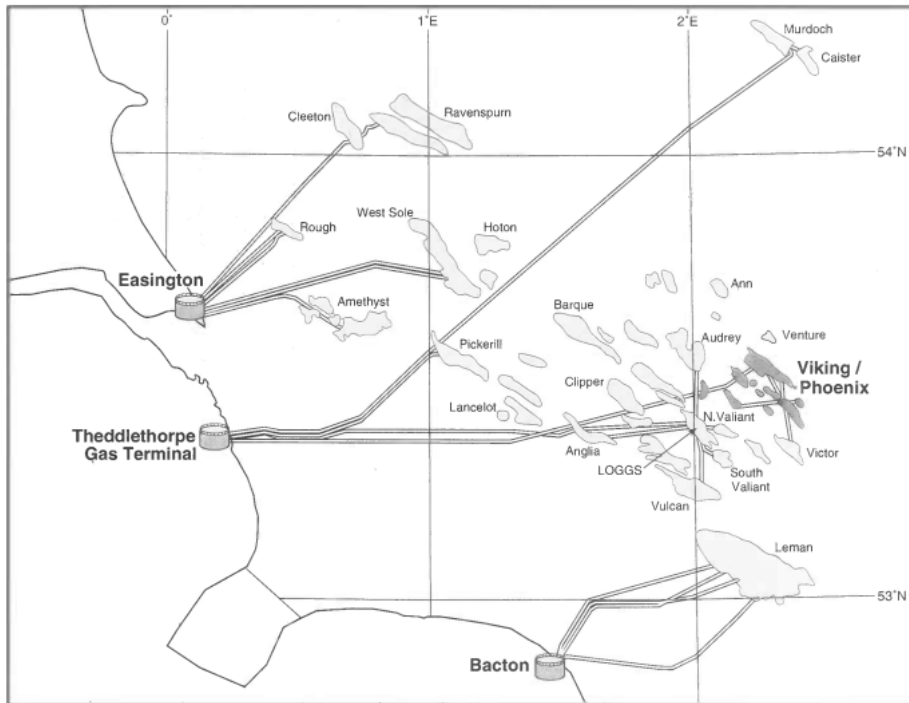 0°
1°E
2°E
Murdoch
Caister
Cleeton
Ravenspurn
54°N
West Sole
Hoton
Rough
Easington
Ann
Amethyst
Barque
Audrey
Venture
Pickerill
Viking /
Phoenix
Clipper
Lancelot
N.Valiant
Theddlethorpe
Gas Terminal
Anglia
Victor
LOGGS
South
Valiant
Vulcan
Leman
53°N
Bacton